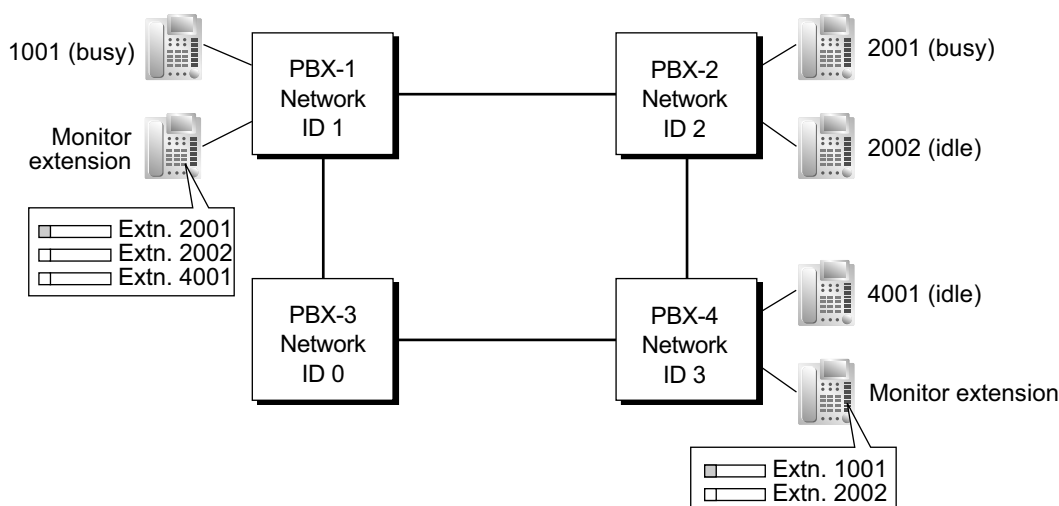 1001 (busy)
PBX-1
Network
ID 1
Monitor
extension
Extn. 2001
Extn. 2002
Extn. 4001
PBX-2
Network
ID 2
2001 (busy)
2002 (idle)
PBX-3
Network
ID 0
PBX-4
Network
ID 3
4001 (idle)
Monitor extension
Extn. 1001
Extn. 2002